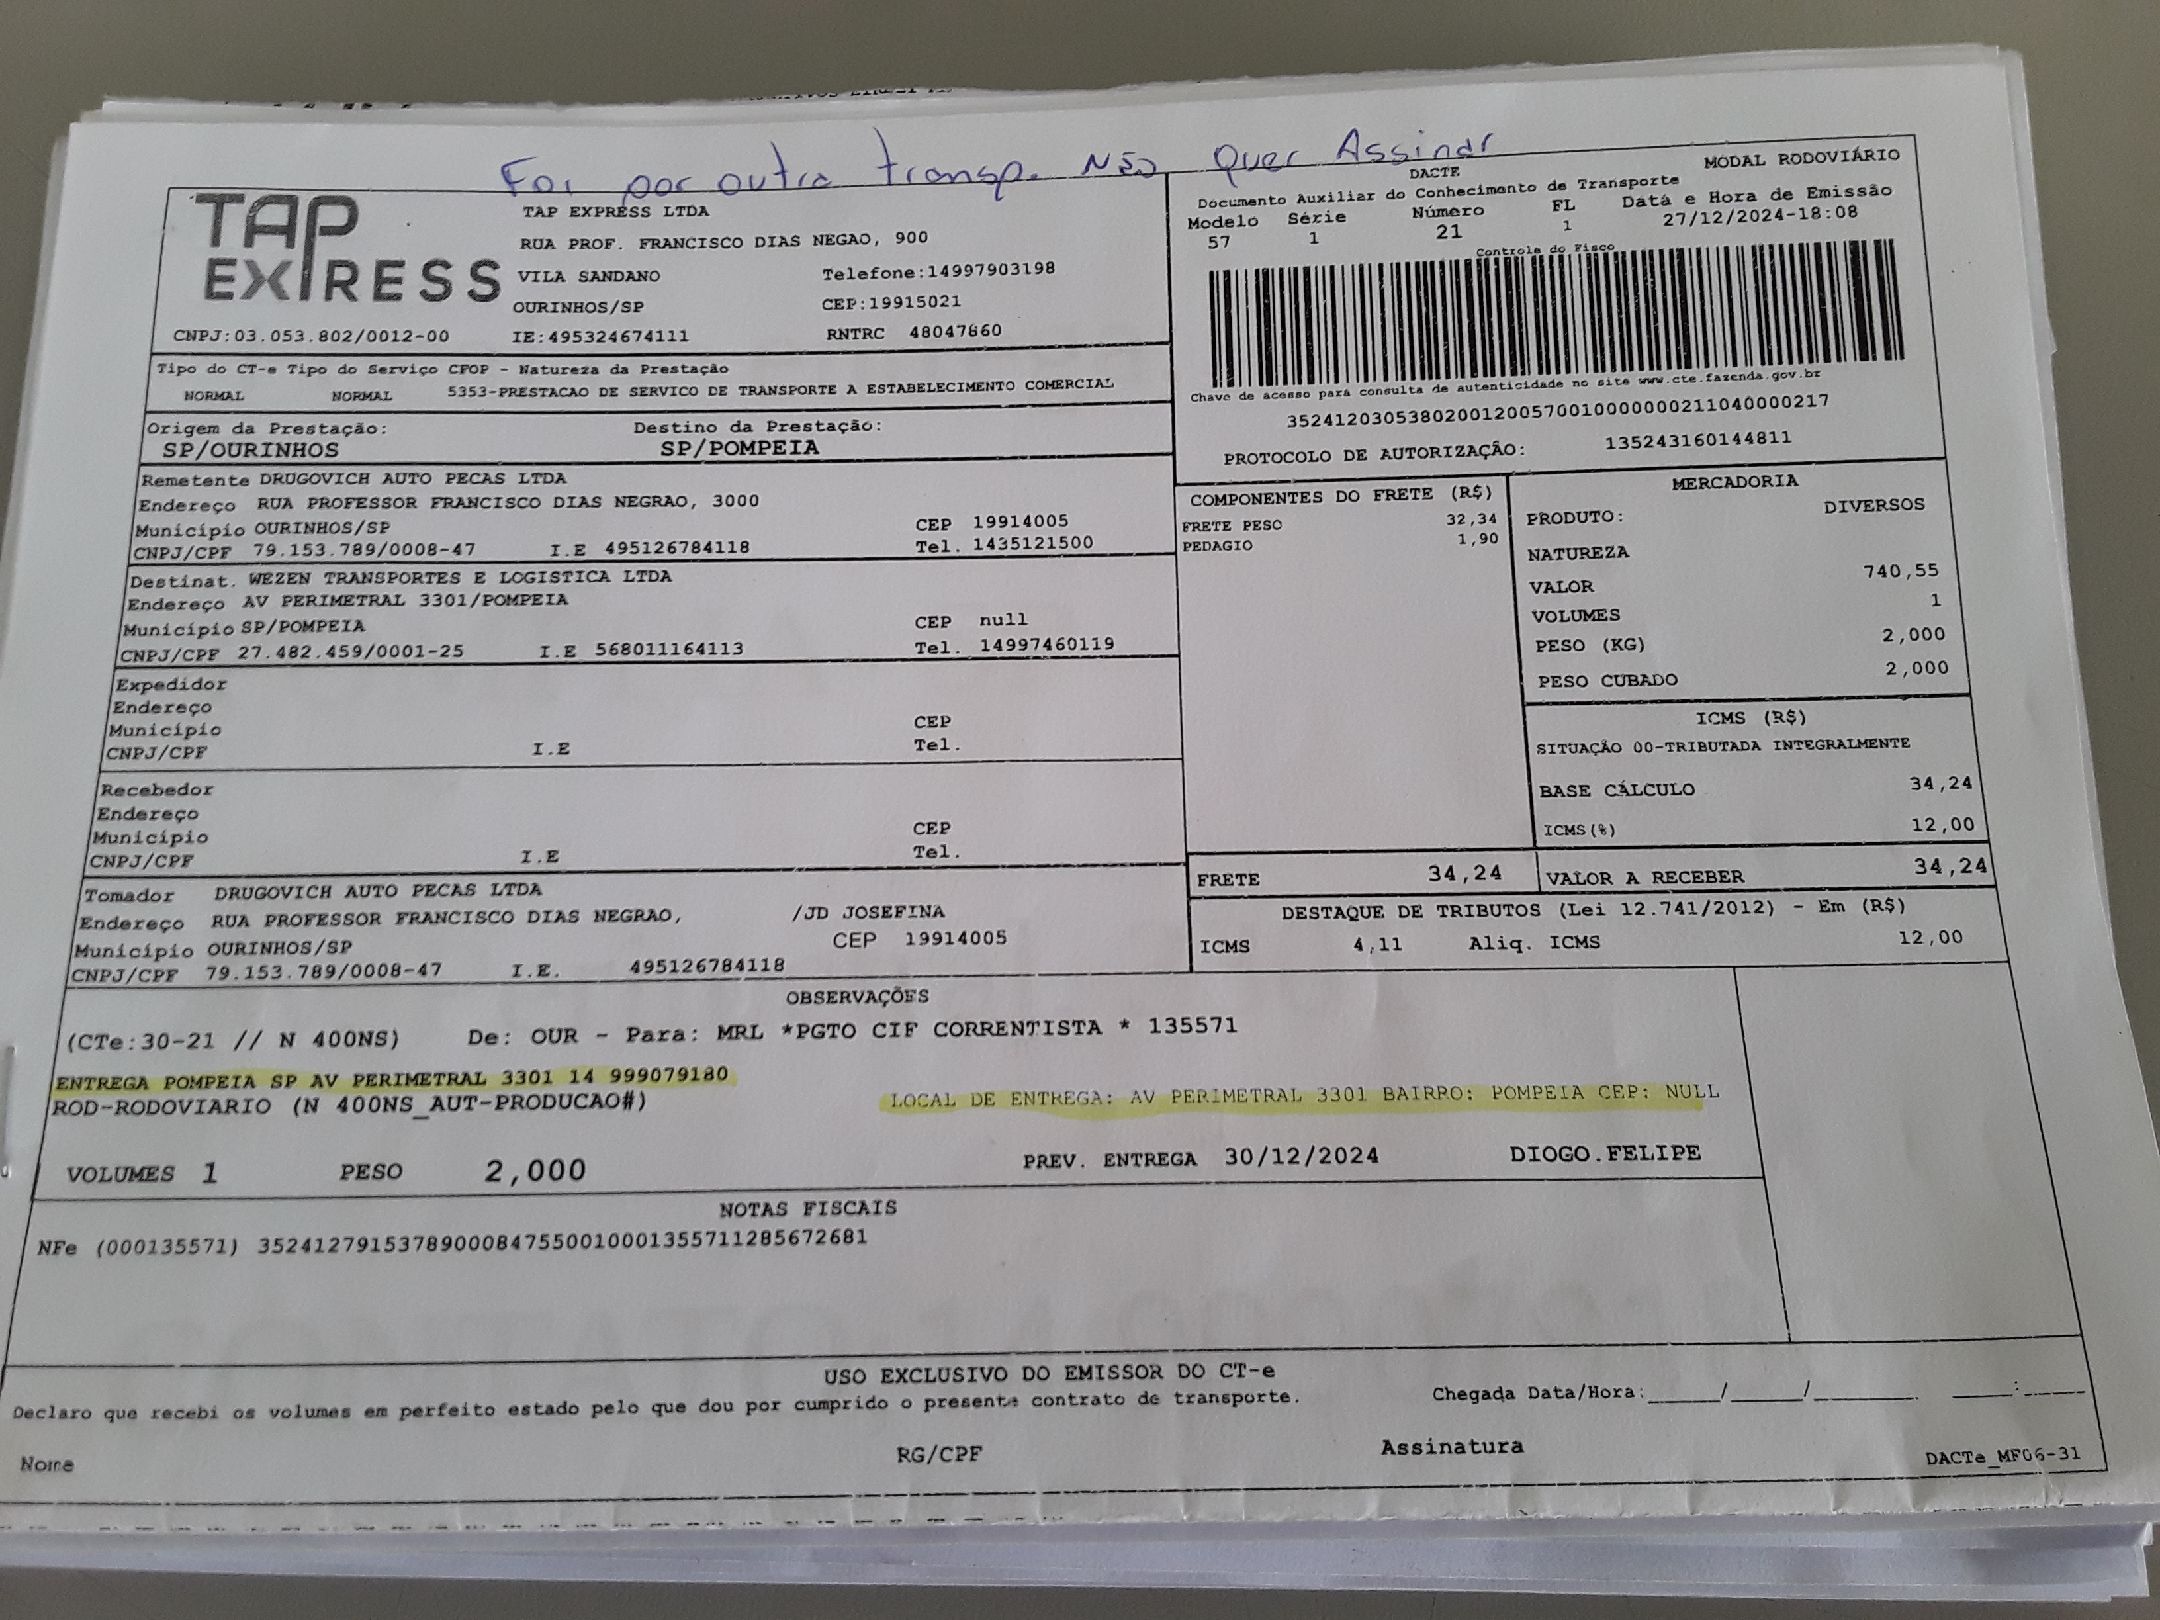 Foi por outra transp. Não Quer Assinar
TAP EXPRESS
TAP EXPRESS LTDA
RUA PROF. FRANCISCO DIAS NEGAO, 900
VILA SANDANO Telefone:14997903198
OURINHOS/SP CEP:19915021
CNPJ:03.053.802/0012-00 IE:495324674111 RNTRC 48047860
DACTE MODAL RODOVIÁRIO
Documento Auxiliar do Conhecimento de Transporte
Modelo Série Número FL Data e Hora de Emissão
57 1 21 1 27/12/2024-18:08
Controle do Fisco
Chave de acesso para consulta de autenticidade no site www.cte.fazenda.gov.br
35241203053802001200570010000000211040000217
PROTOCOLO DE AUTORIZAÇÃO: 135243160144811
Tipo do CT-e Tipo do Serviço CFOP - Natureza da Prestação
NORMAL NORMAL 5353-PRESTACAO DE SERVICO DE TRANSPORTE A ESTABELECIMENTO COMERCIAL
Origem da Prestação: Destino da Prestação:
SP/OURINHOS SP/POMPEIA
Remetente DRUGOVICH AUTO PECAS LTDA
Endereço RUA PROFESSOR FRANCISCO DIAS NEGRAO, 3000
Município OURINHOS/SP CEP 19914005
CNPJ/CPF 79.153.789/0008-47 I.E 495126784118 Tel. 1435121500
Destinat. WEZEN TRANSPORTES E LOGISTICA LTDA
Endereço AV PERIMETRAL 3301/POMPEIA
Município SP/POMPEIA CEP null
CNPJ/CPF 27.482.459/0001-25 I.E 568011164113 Tel. 14997460119
Expedidor
Endereço
Município CEP
CNPJ/CPF I.E Tel.
Recebedor
Endereço
Município CEP
CNPJ/CPF I.E Tel.
Tomador DRUGOVICH AUTO PECAS LTDA
Endereço RUA PROFESSOR FRANCISCO DIAS NEGRAO, /JD JOSEFINA
Município OURINHOS/SP CEP 19914005
CNPJ/CPF 79.153.789/0008-47 I.E. 495126784118
COMPONENTES DO FRETE (R$)
FRETE PESO 32,34
PEDAGIO 1,90
MERCADORIA
PRODUTO: DIVERSOS
NATUREZA
VALOR 740,55
VOLUMES 1
PESO (KG) 2,000
PESO CUBADO 2,000
ICMS (R$)
SITUAÇÃO 00-TRIBUTADA INTEGRALMENTE
BASE CÁLCULO 34,24
ICMS(%) 12,00
FRETE 34,24 VALOR A RECEBER 34,24
DESTAQUE DE TRIBUTOS (Lei 12.741/2012) - Em (R$)
ICMS 4,11 Aliq. ICMS 12,00
OBSERVAÇÕES
(CTe:30-21 // N 400NS) De: OUR - Para: MRL *PGTO CIF CORRENTISTA * 135571
ENTREGA POMPEIA SP AV PERIMETRAL 3301 14 999079180
ROD-RODOVIARIO (N 400NS_AUT-PRODUCAO#) LOCAL DE ENTREGA: AV PERIMETRAL 3301 BAIRRO: POMPEIA CEP: NULL
VOLUMES 1 PESO 2,000 PREV. ENTREGA 30/12/2024 DIOGO.FELIPE
NOTAS FISCAIS
NFe (000135571) 35241279153789000847550010001355711285672681
USO EXCLUSIVO DO EMISSOR DO CT-e
Declaro que recebi os volumes em perfeito estado pelo que dou por cumprido o presente contrato de transporte. Chegada Data/Hora:____/____/______ ____:____
Nome RG/CPF Assinatura
DACTe_MF06-31